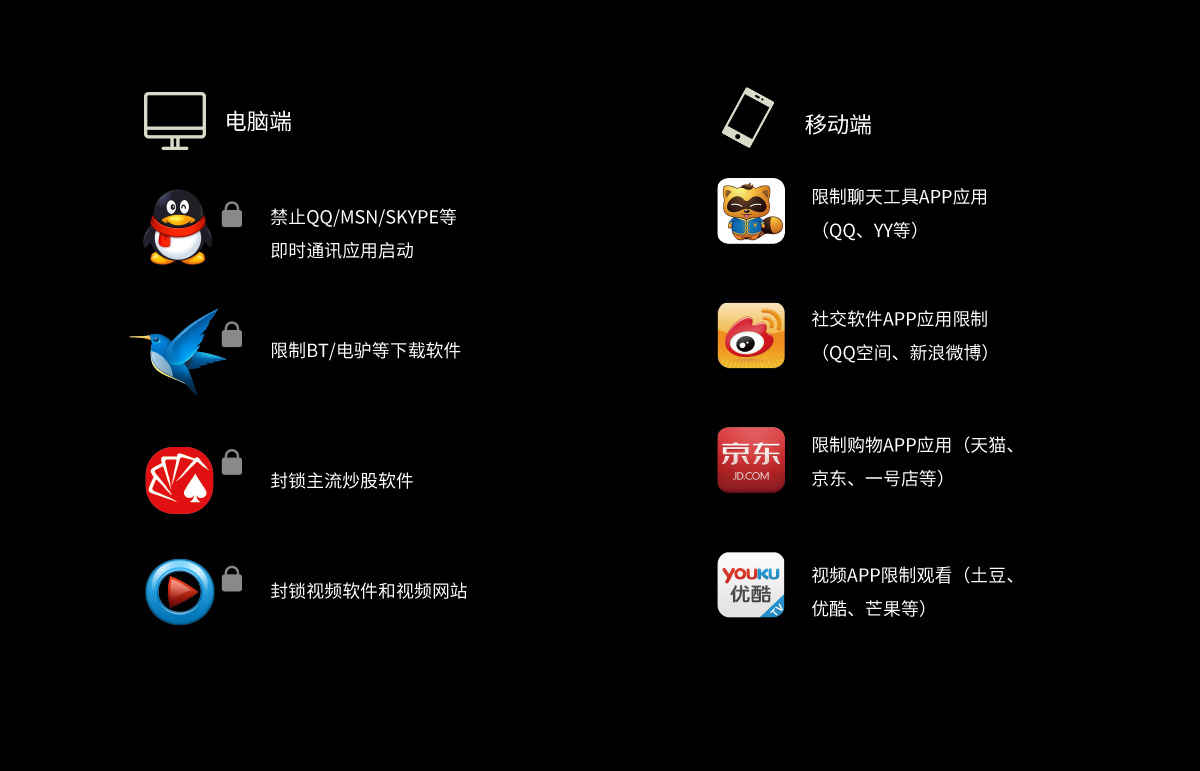 电脑端
禁止QQ/MSN/SKYPE等
即时通讯应用启动
限制BT/电驴等下载软件
封锁主流炒股软件
封锁视频软件和视频网站
移动端
限制聊天工具APP应用
（QQ、YY等）
社交软件APP应用限制
（QQ空间、新浪微博）
京东
JD.COM
限制购物APP应用（天猫、
京东、一号店等）
YOUKU
优酷
TV
视频APP限制观看（土豆、
优酷、芒果等）